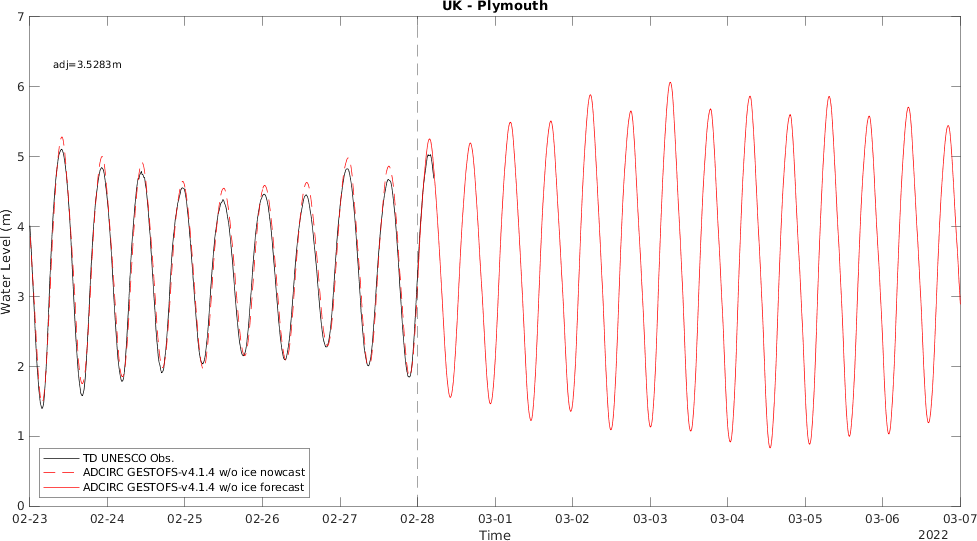 UK - Plymouth
7
adj=3.5283m
6
5
4
3
2
1
0
Water Level (m)
TD UNESCO Obs.
ADCIRC GESTOFS-v4.1.4 w/o ice nowcast
ADCIRC GESTOFS-v4.1.4 w/o ice forecast
02-23 02-24 02-25 02-26 02-27 02-28 03-01 03-02 03-03 03-04 03-05 03-06 03-07
Time
2022